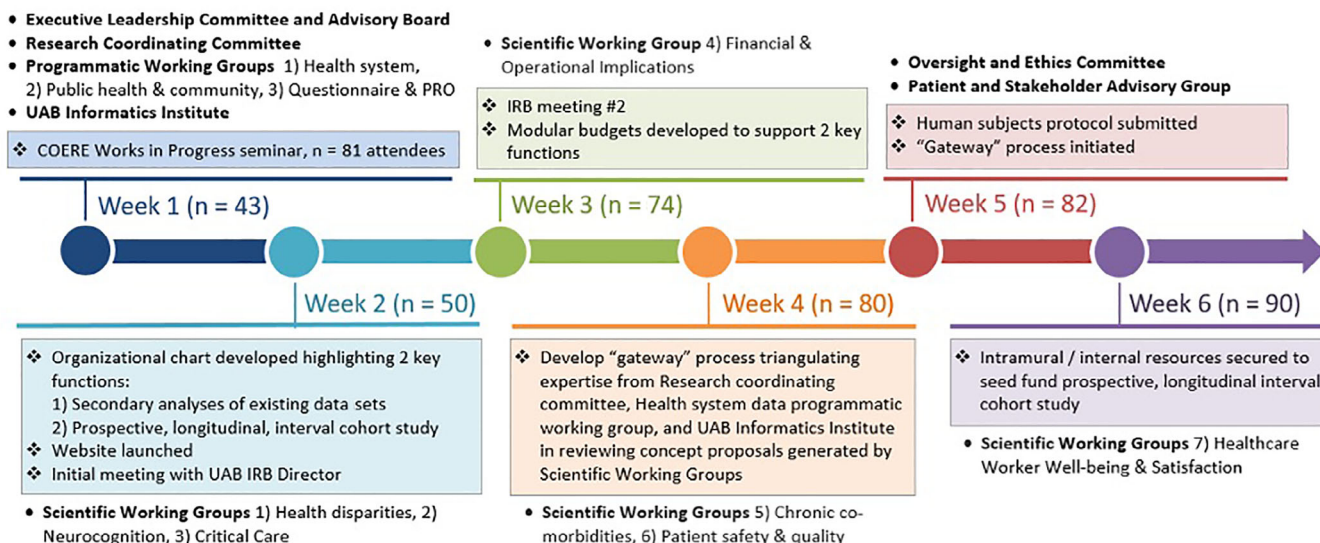 • Executive Leadership Committee and Advisory Board
• Research Coordinating Committee
• Programmatic Working Groups 1) Health system,
2) Public health & community, 3) Questionnaire & PRO
• UAB Informatics Institute
❖ COERE Works in Progress seminar, n = 81 attendees
Week 1 (n = 43)
Week 2 (n = 50)
❖ Organizational chart developed highlighting 2 key
functions:
1) Secondary analyses of existing data sets
2) Prospective, longitudinal, interval cohort study
❖ Website launched
❖ Initial meeting with UAB IRB Director
• Scientific Working Groups 1) Health disparities, 2)
Neurocognition, 3) Critical Care
• Scientific Working Group 4) Financial &
Operational Implications
❖ IRB meeting #2
❖ Modular budgets developed to support 2 key
functions
Week 3 (n = 74)
Week 4 (n = 80)
❖ Develop “gateway” process triangulating
expertise from Research coordinating
committee, Health system data programmatic
working group, and UAB Informatics Institute
in reviewing concept proposals generated by
Scientific Working Groups
• Scientific Working Groups 5) Chronic co-
morbidities, 6) Patient safety & quality
• Oversight and Ethics Committee
• Patient and Stakeholder Advisory Group
❖ Human subjects protocol submitted
❖ “Gateway” process initiated
Week 5 (n = 82)
Week 6 (n = 90)
❖ Intramural / internal resources secured to
seed fund prospective, longitudinal interval
cohort study
• Scientific Working Groups 7) Healthcare
Worker Well-being & Satisfaction